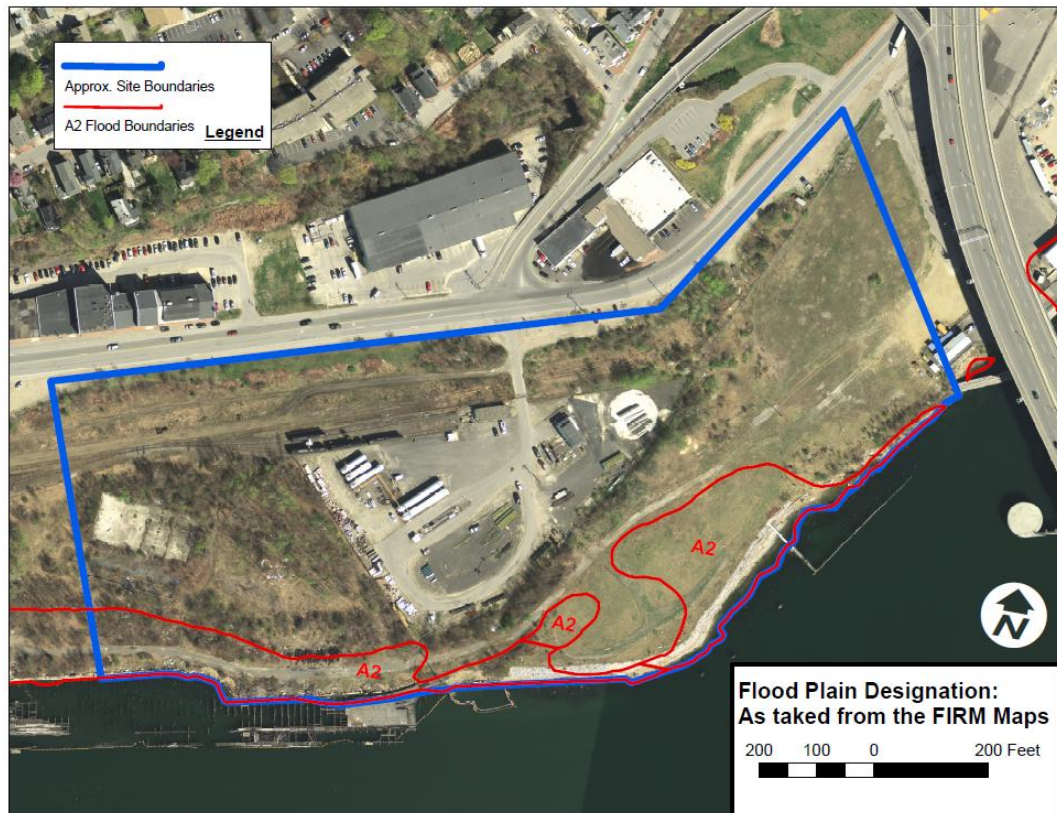 Approx. Site Boundaries
A2 Flood Boundaries
Legend
A2
A2
A2
N
Flood Plain Designation:
As taked from the FIRM Maps
200 100 0 200 Feet